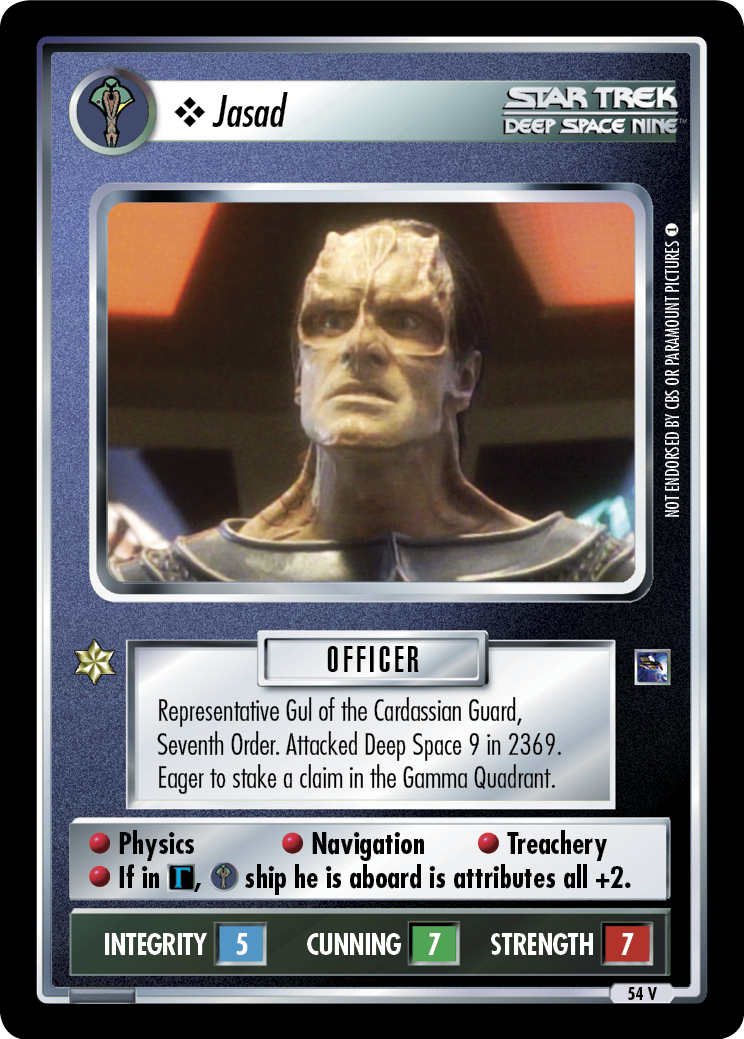 ❖ Jasad
STAR TREK
DEEP SPACE NINE™
NOT ENDORSED BY CBS OR PARAMOUNT PICTURES 1
OFFICER
Representative Gul of the Cardassian Guard,
Seventh Order. Attacked Deep Space 9 in 2369.
Eager to stake a claim in the Gamma Quadrant.
Physics Navigation Treachery
If in Γ, ship he is aboard is attributes all +2.
INTEGRITY 5 CUNNING 7 STRENGTH 7
54 V